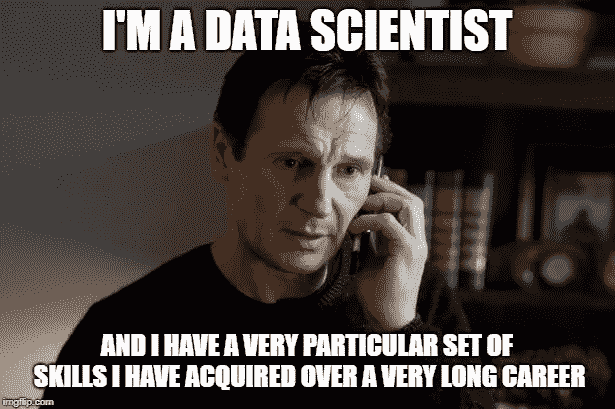 I'M A DATA SCIENTIST
AND I HAVE A VERY PARTICULAR SET OF
SKILLS I HAVE ACQUIRED OVER A VERY LONG CAREER
imgflip.com